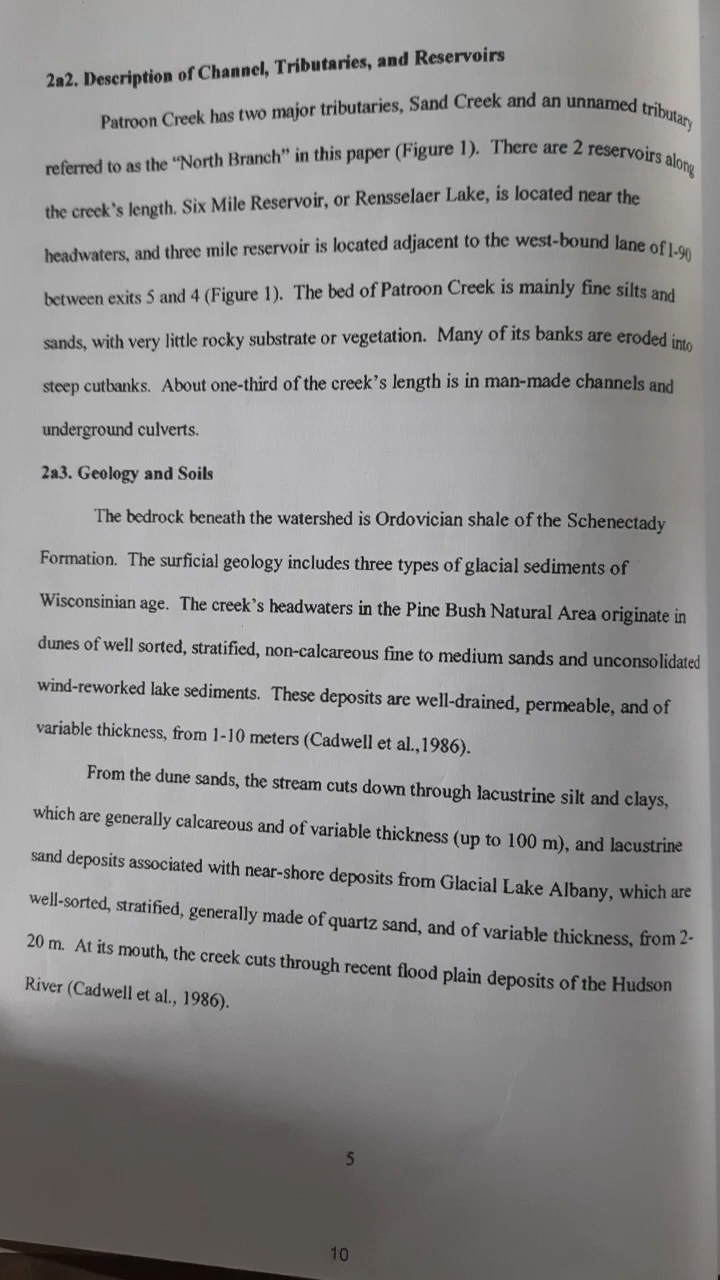 2a2. Description of Channel, Tributaries, and Reservoirs
Patroon Creek has two major tributaries, Sand Creek and an unnamed tributary
referred to as the “North Branch” in this paper (Figure 1). There are 2 reservoirs along
the creek’s length. Six Mile Reservoir, or Rensselaer Lake, is located near the
headwaters, and three mile reservoir is located adjacent to the west-bound lane of I-90
between exits 5 and 4 (Figure 1). The bed of Patroon Creek is mainly fine silts and
sands, with very little rocky substrate or vegetation. Many of its banks are eroded into
steep cutbanks. About one-third of the creek’s length is in man-made channels and
underground culverts.
2a3. Geology and Soils
The bedrock beneath the watershed is Ordovician shale of the Schenectady
Formation. The surficial geology includes three types of glacial sediments of
Wisconsinian age. The creek’s headwaters in the Pine Bush Natural Area originate in
dunes of well sorted, stratified, non-calcareous fine to medium sands and unconsolidated
wind-reworked lake sediments. These deposits are well-drained, permeable, and of
variable thickness, from 1-10 meters (Cadwell et al.,1986).
From the dune sands, the stream cuts down through lacustrine silt and clays,
which are generally calcareous and of variable thickness (up to 100 m), and lacustrine
sand deposits associated with near-shore deposits from Glacial Lake Albany, which are
well-sorted, stratified, generally made of quartz sand, and of variable thickness, from 2-
20 m. At its mouth, the creek cuts through recent flood plain deposits of the Hudson
River (Cadwell et al., 1986).
5
10